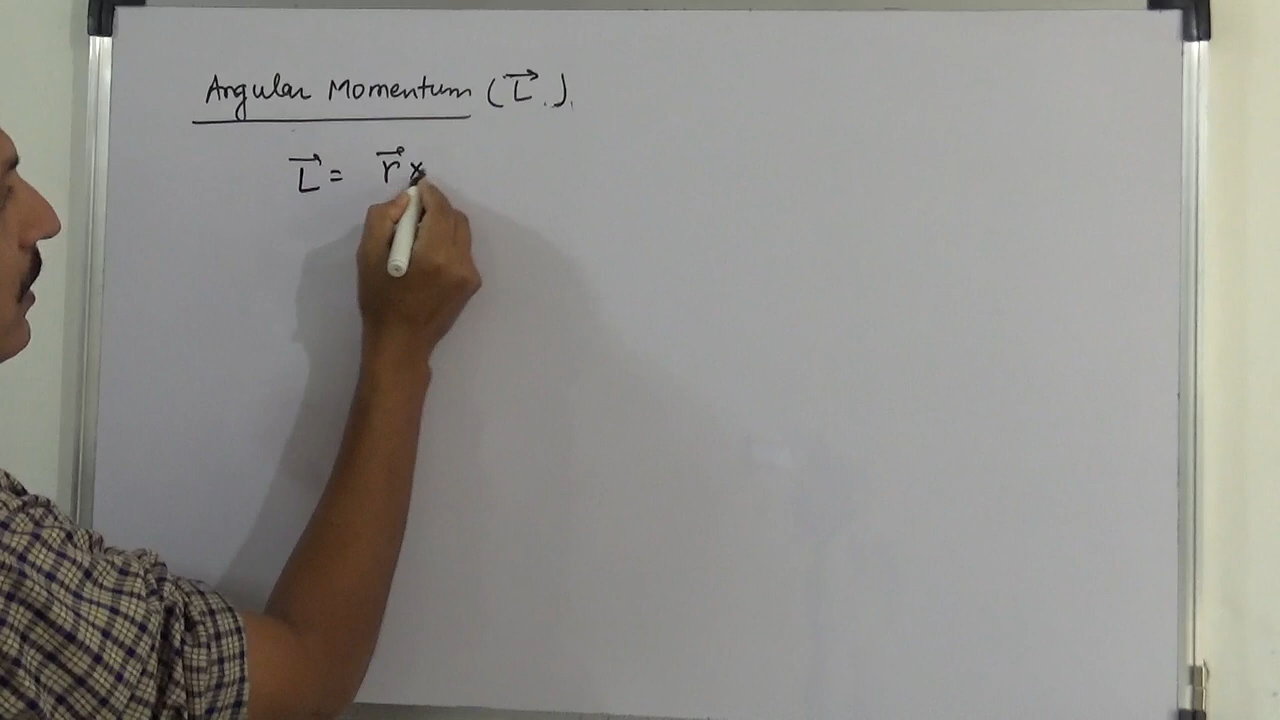 Angular Momentum (L⃗.).
L⃗ = r⃗ ×